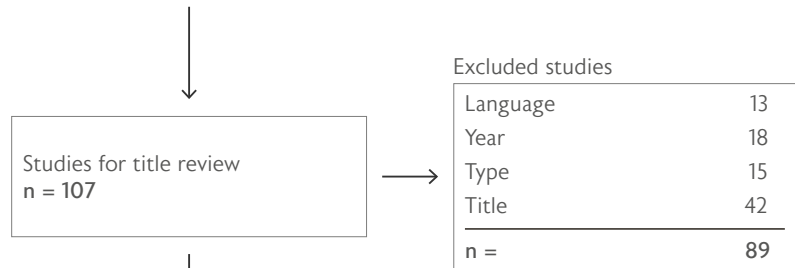 Excluded studies
Studies for title review
n = 107
Language 13
Year 18
Type 15
Title 42
n = 89